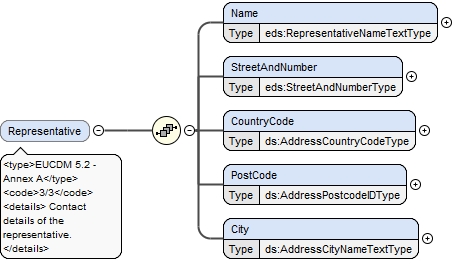 Name
Type eds:RepresentativeNameTextType
StreetAndNumber
Type eds:StreetAndNumberType
Representative
CountryCode
Type ds:AddressCountryCodeType
<type>EUCDM 5.2 -
Annex A</type>
<code>3/3</code>
<details> Contact
details of the
representative.
</details>
PostCode
Type ds:AddressPostcodeIDType
City
Type ds:AddressCityNameTextType